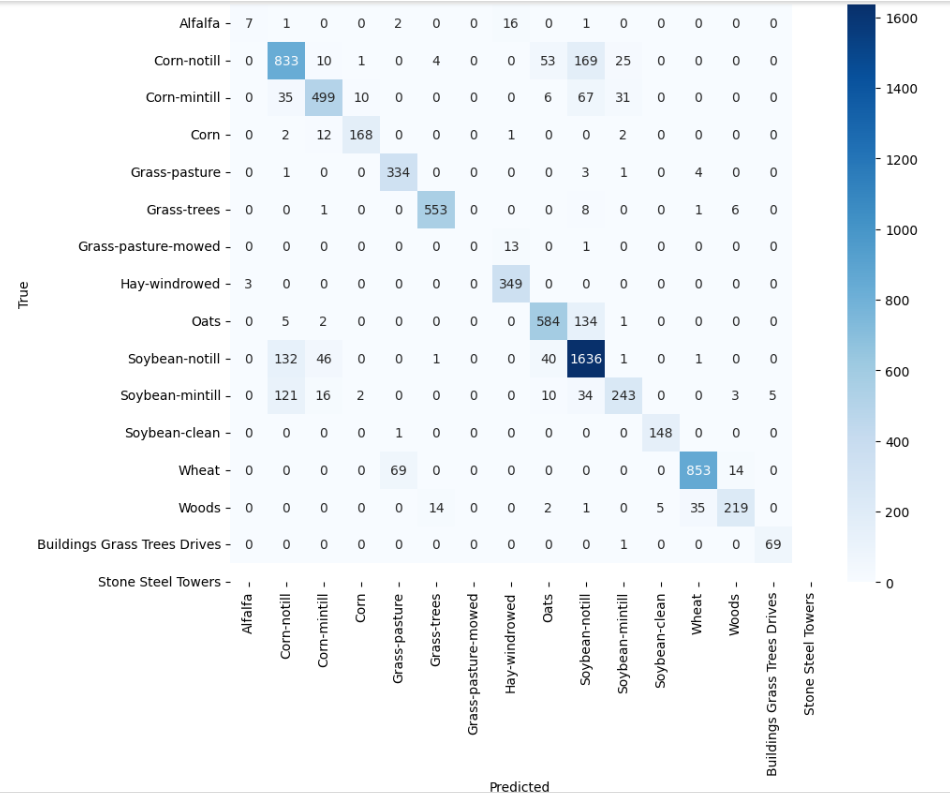 Alfalfa 7 1 0 0 2 0 0 16 0 1 0 0 0 0 0
Corn-notill 0 833 10 1 0 4 0 0 53 169 25 0 0 0 0
Corn-mintill 0 35 499 10 0 0 0 0 6 67 31 0 0 0 0
Corn 0 2 12 168 0 0 0 1 0 0 2 0 0 0 0
Grass-pasture 0 1 0 0 334 0 0 0 0 3 1 0 4 0 0
Grass-trees 0 0 1 0 0 553 0 0 0 8 0 0 1 6 0
Grass-pasture-mowed 0 0 0 0 0 0 0 13 0 1 0 0 0 0 0
Hay-windrowed 3 0 0 0 0 0 0 349 0 0 0 0 0 0 0
Oats 0 5 2 0 0 0 0 0 584 134 1 0 0 0 0
Soybean-notill 0 132 46 0 0 1 0 0 40 1636 1 0 1 0 0
Soybean-mintill 0 121 16 2 0 0 0 0 10 34 243 0 0 3 5
Soybean-clean 0 0 0 0 1 0 0 0 0 0 0 148 0 0 0
Wheat 0 0 0 0 69 0 0 0 0 0 0 0 853 14 0
Woods 0 0 0 0 0 14 0 0 2 1 0 5 35 219 0
Buildings Grass Trees Drives 0 0 0 0 0 0 0 0 0 0 1 0 0 0 69
Stone Steel Towers
True
Alfalfa
Corn-notill
Corn-mintill
Corn
Grass-pasture
Grass-trees
Grass-pasture-mowed
Hay-windrowed
Oats
Soybean-notill
Soybean-mintill
Soybean-clean
Wheat
Woods
Buildings Grass Trees Drives
Stone Steel Towers
Predicted
1600
1400
1200
1000
800
600
400
200
0